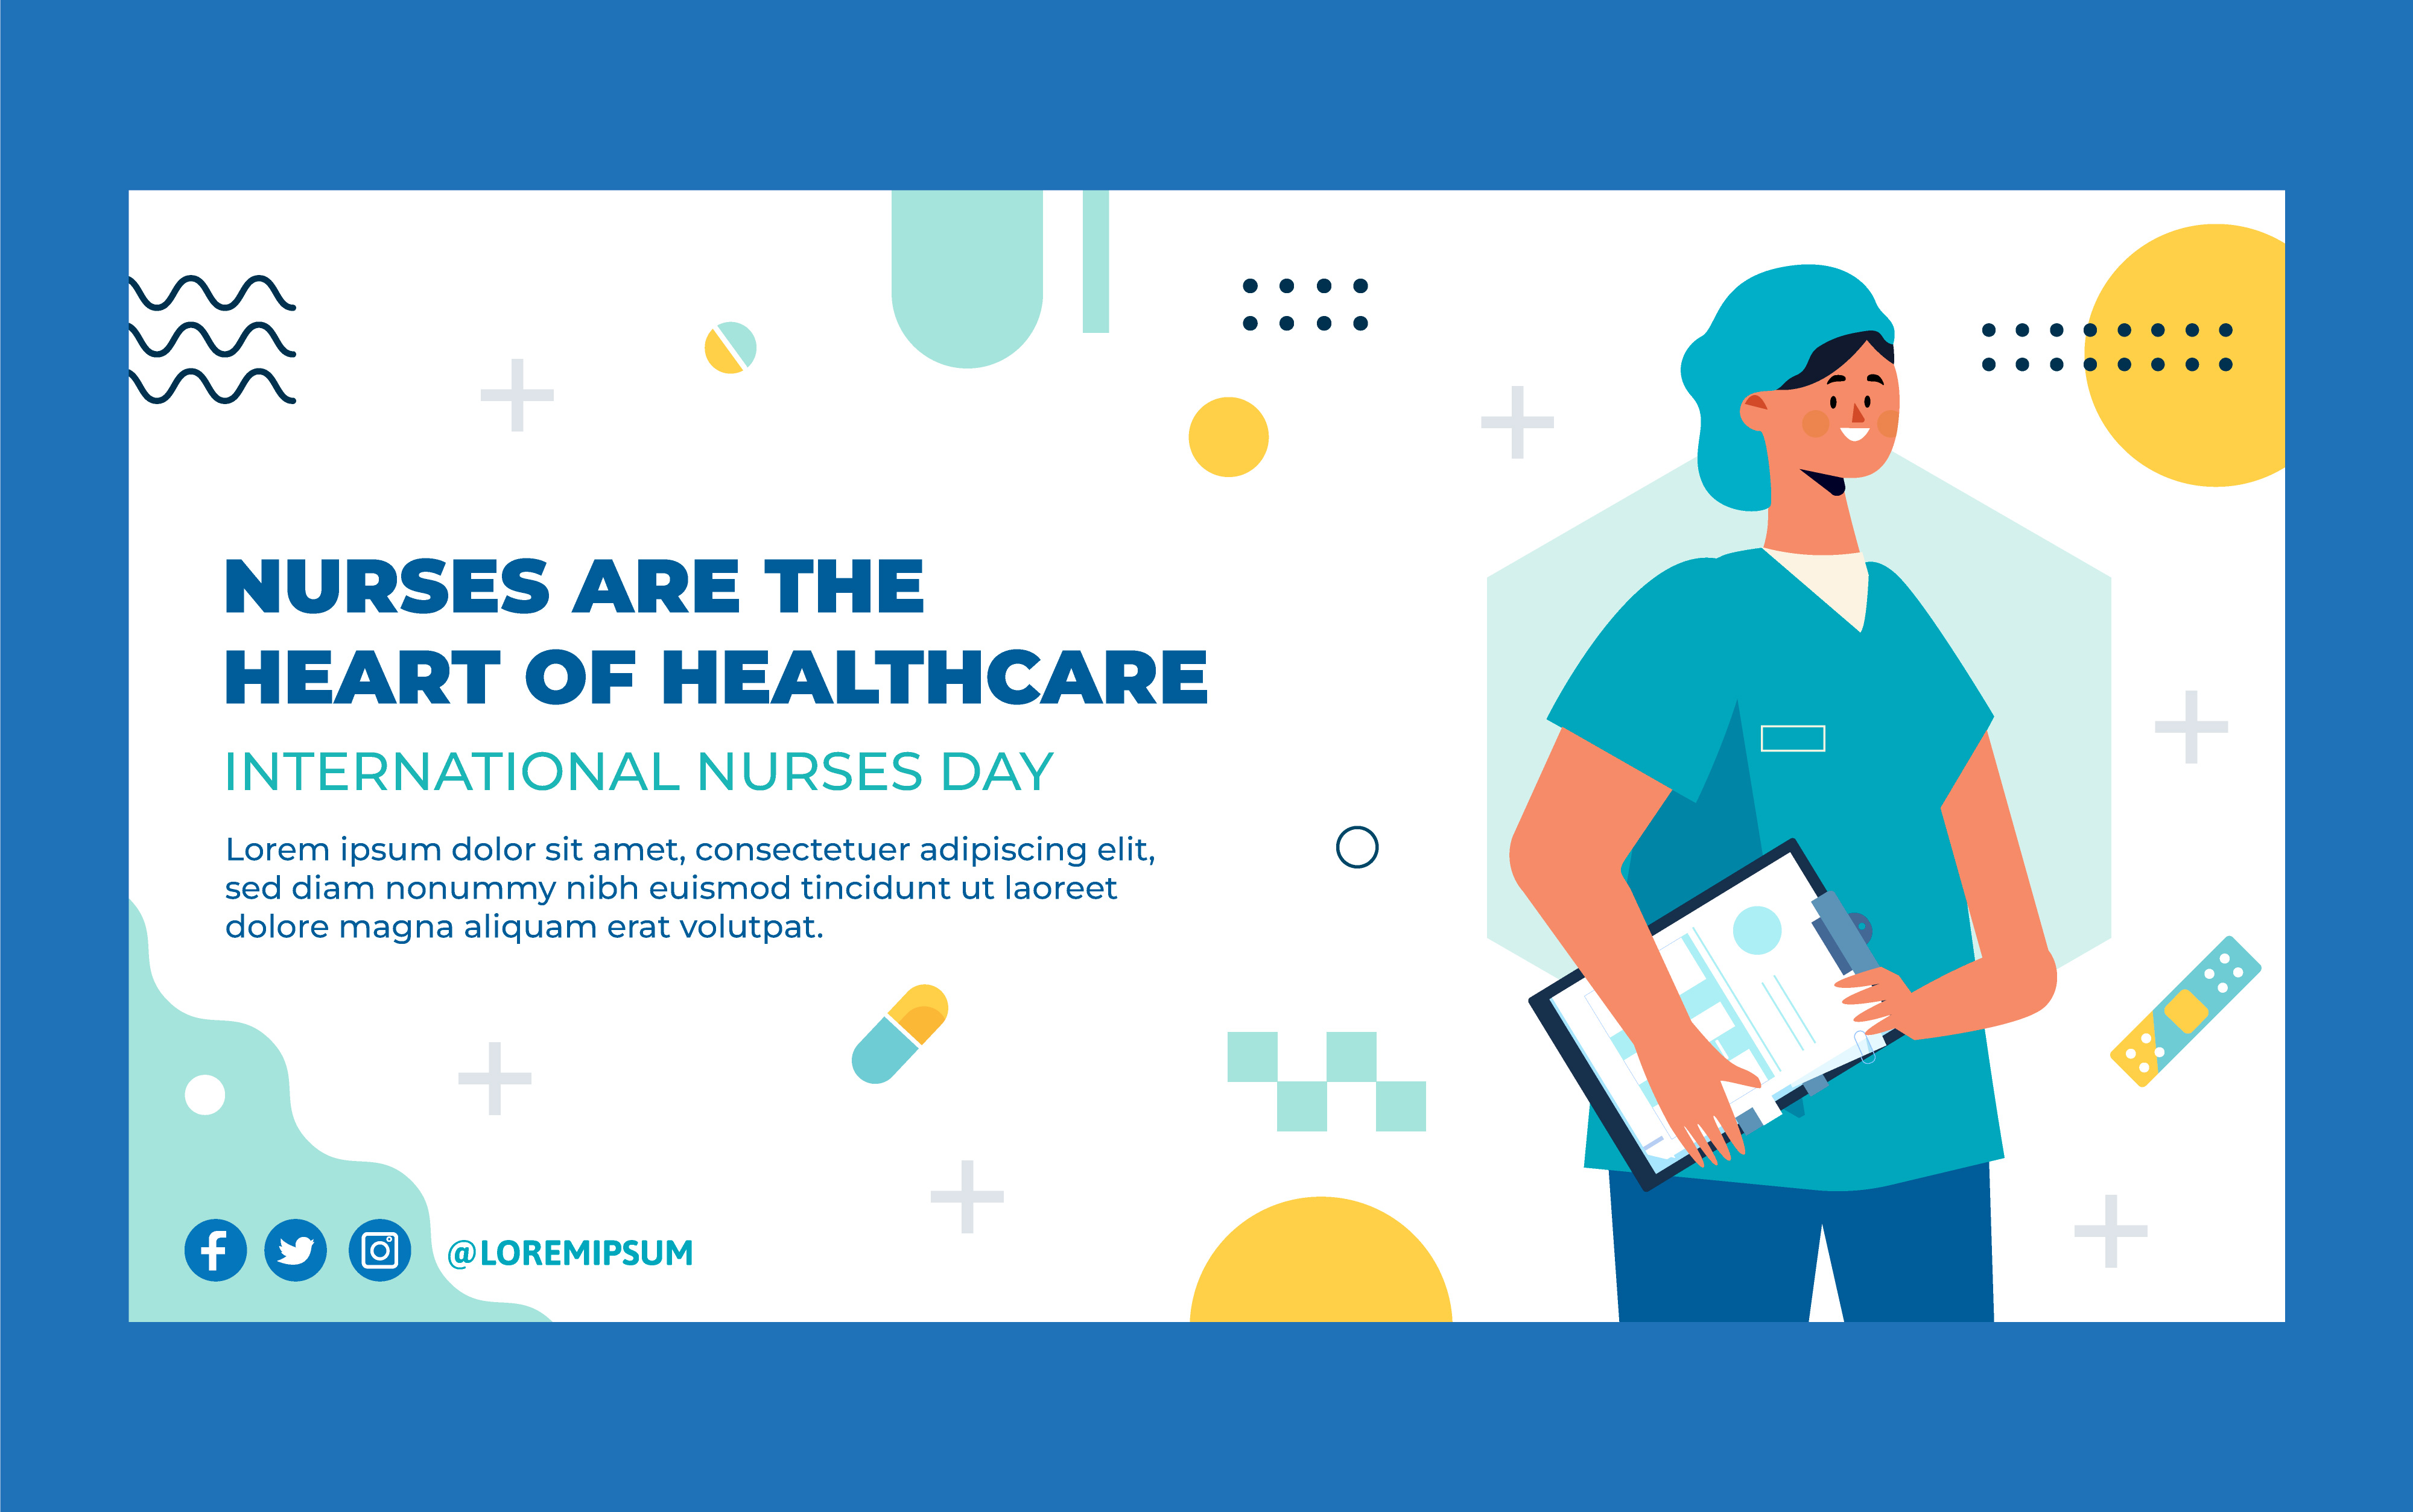 NURSES ARE THE
HEART OF HEALTHCARE
INTERNATIONAL NURSES DAY
Lorem ipsum dolor sit amet, consectetuer adipiscing elit,
sed diam nonummy nibh euismod tincidunt ut laoreet
dolore magna aliquam erat volutpat.
@LOREMIPSUM